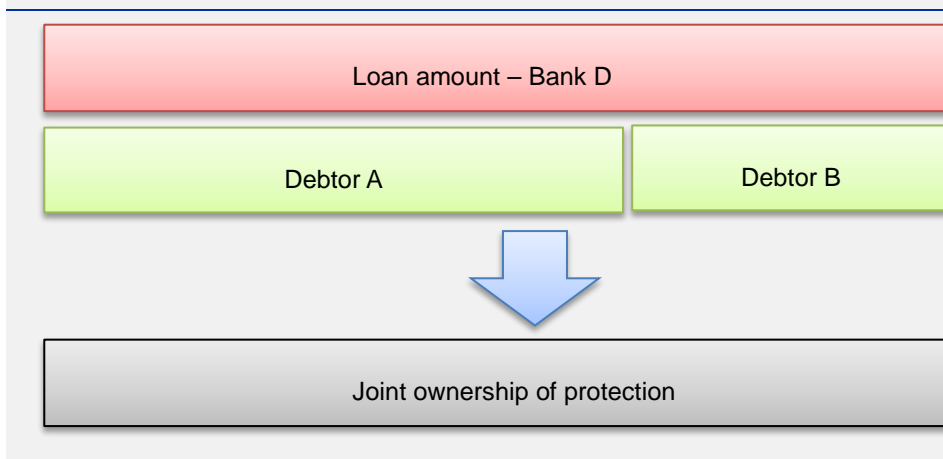 Loan amount – Bank D
Debtor A
Debtor B
Joint ownership of protection